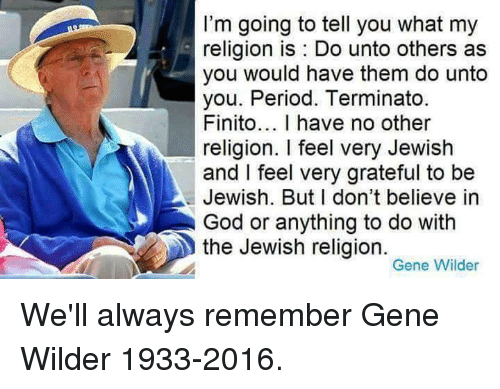 I'm going to tell you what my
religion is : Do unto others as
you would have them do unto
you. Period. Terminato.
Finito... I have no other
religion. I feel very Jewish
and I feel very grateful to be
Jewish. But I don't believe in
God or anything to do with
the Jewish religion.
Gene Wilder
We'll always remember Gene
Wilder 1933-2016.